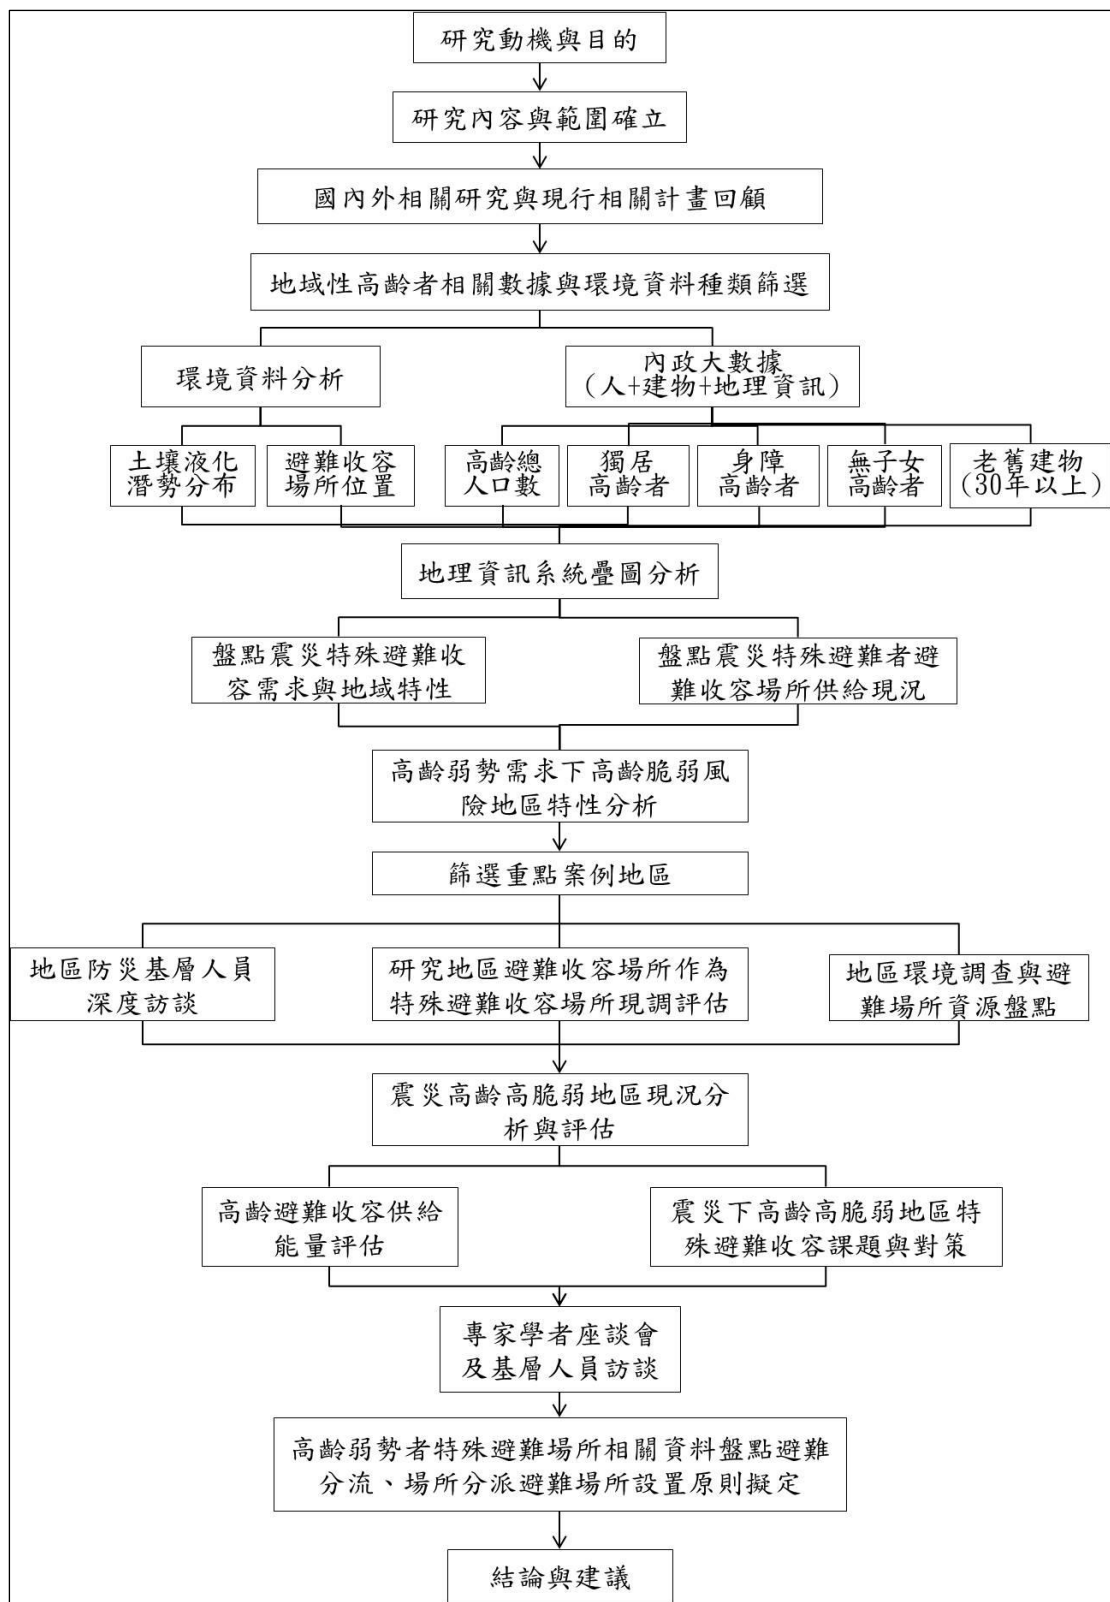 研究動機與目的
研究內容與範圍確立
國內外相關研究與現行相關計畫回顧
地域性高齡者相關數據與環境資料種類篩選
環境資料分析
內政大數據
（人+建物+地理資訊）
土壤液化
潛勢分布
避難收容
場所位置
高齡總
人口數
獨居
高齡者
身障
高齡者
無子女
高齡者
老舊建物
（30年以上）
地理資訊系統疊圖分析
盤點震災特殊避難收
容需求與地域特性
盤點震災特殊避難者避
難收容場所供給現況
高齡弱勢需求下高齡脆弱風
險地區特性分析
篩選重點案例地區
地區防災基層人員
深度訪談
研究地區避難收容場所作為
特殊避難收容場所現調評估
地區環境調查與避
難場所資源盤點
震災高齡高脆弱地區現況分
析與評估
高齡避難收容供給
能量評估
震災下高齡高脆弱地區特
殊避難收容課題與對策
專家學者座談會
及基層人員訪談
高齡弱勢者特殊避難場所相關資料盤點避難
分流、場所分派避難場所設置原則擬定
結論與建議